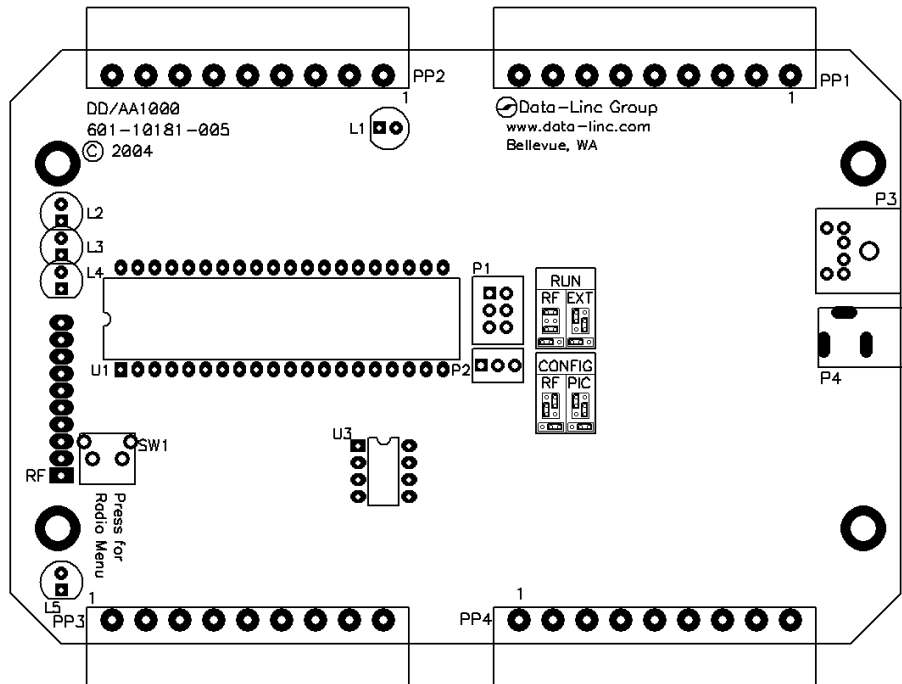 PP2
1
PP1
1
DD/AA1000
601-10181-005
© 2004
L1
Data-Linc Group
www.data-linc.com
Bellevue, WA
P3
L2
L3
L4
P1
RUN
RF EXT
U1
P2
CONFIG
RF PIC
P4
U3
SW1
RF
Press for
Radio Menu
L5
1
PP3
1
PP4